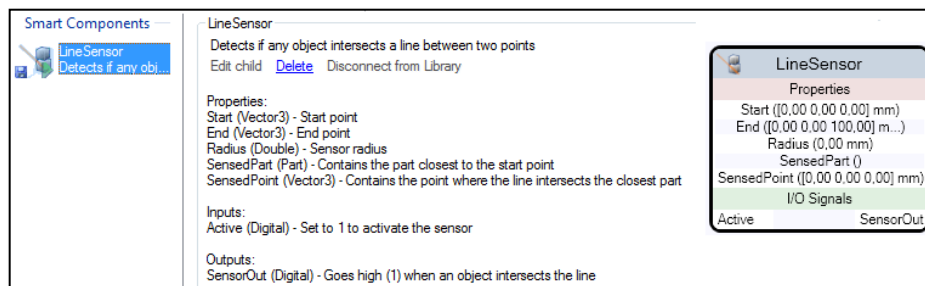 Smart Components
LineSensor
Detects if any obj...
LineSensor
Detects if any object intersects a line between two points
Edit child Delete Disconnect from Library
Properties:
Start (Vector3) - Start point
End (Vector3) - End point
Radius (Double) - Sensor radius
SensedPart (Part) - Contains the part closest to the start point
SensedPoint (Vector3) - Contains the point where the line intersects the closest part
Inputs:
Active (Digital) - Set to 1 to activate the sensor
Outputs:
SensorOut (Digital) - Goes high (1) when an object intersects the line
LineSensor
Properties
Start ([0,00 0,00 0,00] mm)
End ([0,00 0,00 100,00] m...)
Radius (0,00 mm)
SensedPart ()
SensedPoint ([0,00 0,00 0,00] mm)
I/O Signals
Active SensorOut